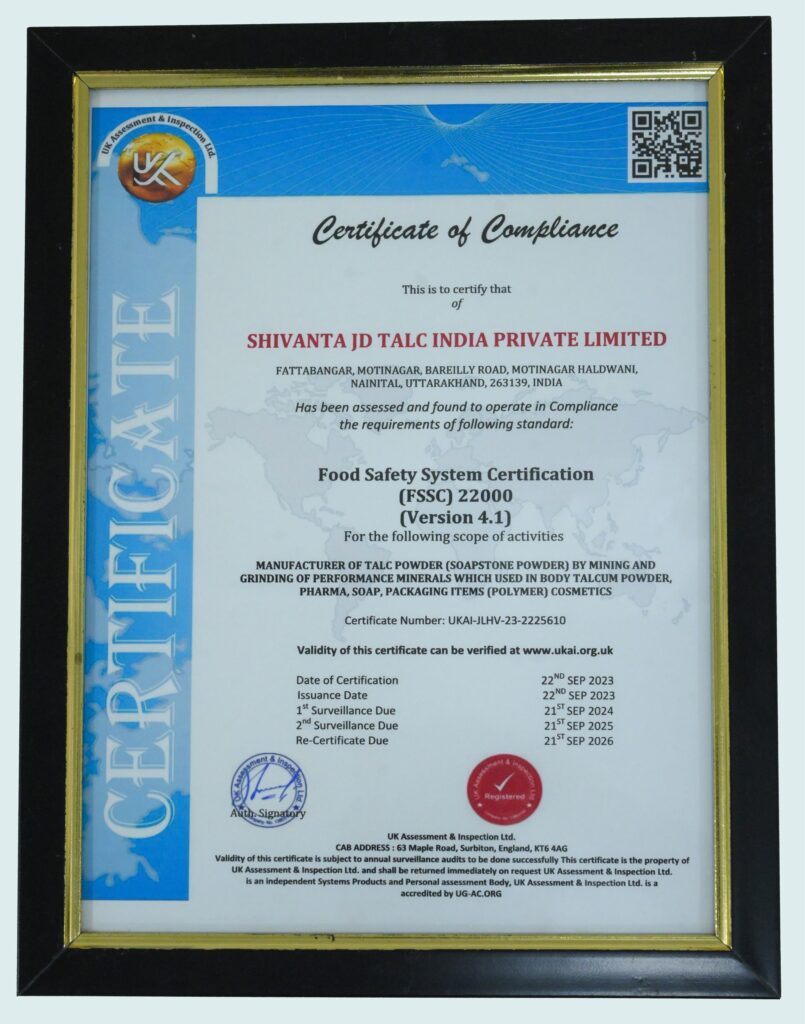 UK Assessment & Inspection Ltd.
UK
CERTIFICATE
Certificate of Compliance
This is to certify that
of
SHIVANTA JD TALC INDIA PRIVATE LIMITED
FATTABANGAR, MOTINAGAR, BAREILLY ROAD, MOTINAGAR HALDWANI,
NAINITAL, UTTARAKHAND, 263139, INDIA
Has been assessed and found to operate in Compliance
the requirements of following standard:
Food Safety System Certification
(FSSC) 22000
(Version 4.1)
For the following scope of activities
MANUFACTURER OF TALC POWDER (SOAPSTONE POWDER) BY MINING AND
GRINDING OF PERFORMANCE MINERALS WHICH USED IN BODY TALCUM POWDER,
PHARMA, SOAP, PACKAGING ITEMS (POLYMER) COSMETICS
Certificate Number: UKAI-JLHV-23-2225610
Validity of this certificate can be verified at www.ukai.org.uk
Date of Certification 22ND SEP 2023
Issuance Date 22ND SEP 2023
1st Surveillance Due 21ST SEP 2024
2nd Surveillance Due 21ST SEP 2025
Re-Certificate Due 21ST SEP 2026
UK Assessment & Inspection Ltd
Auth. Signatory
UK Assessment & Inspection Ltd
Registered
UK Assessment & Inspection Ltd.
CAB ADDRESS : 63 Maple Road, Surbiton, England, KT6 4AG
Validity of this certificate is subject to annual surveillance audits to be done successfully This certificate is the property of
UK Assessment & Inspection Ltd. and shall be returned immediately on request UK Assessment & Inspection Ltd.
is an independent Systems Products and Personal assessment Body, UK Assessment & Inspection Ltd. is a
accredited by UG-AC.ORG